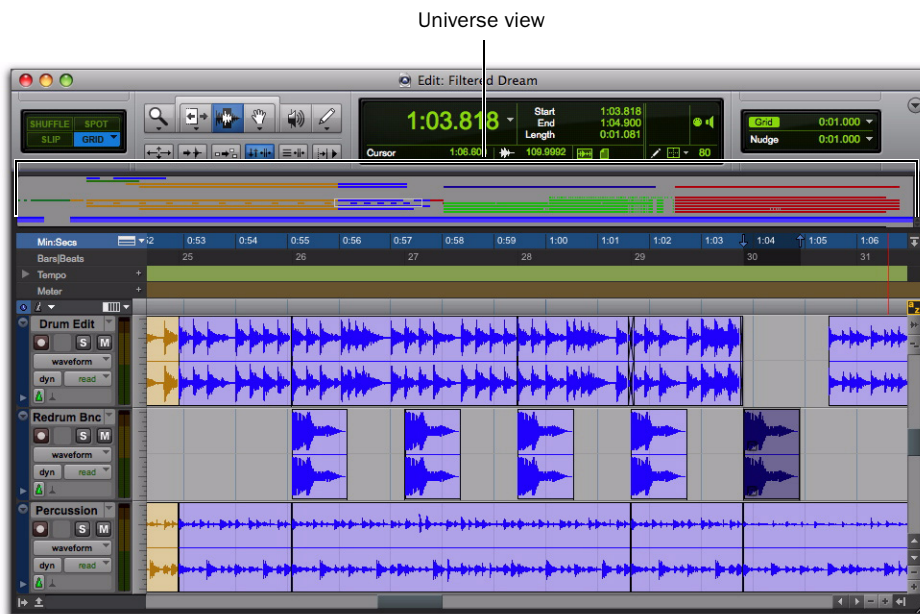 Universe view
Edit: Filtered Dream
SHUFFLE SPOT
SLIP GRID
1:03.818
Start 1:03.818
End 1:04.900
Length 0:01.081
Cursor 109.9992 80
Grid 0:01.000
Nudge 0:01.000
Min:Secs 0:53 0:54 0:55 0:56 0:57 0:58 0:59 1:00 1:01 1:02 1:03 1:04 1:05 1:06
Bars|Beats 25 26 27 28 29 30 31
Tempo +
Meter +
a
z
Drum Edit
S M
waveform
dyn read
Redrum Bnc
S M
waveform
dyn read
Percussion
S M
waveform
dyn read